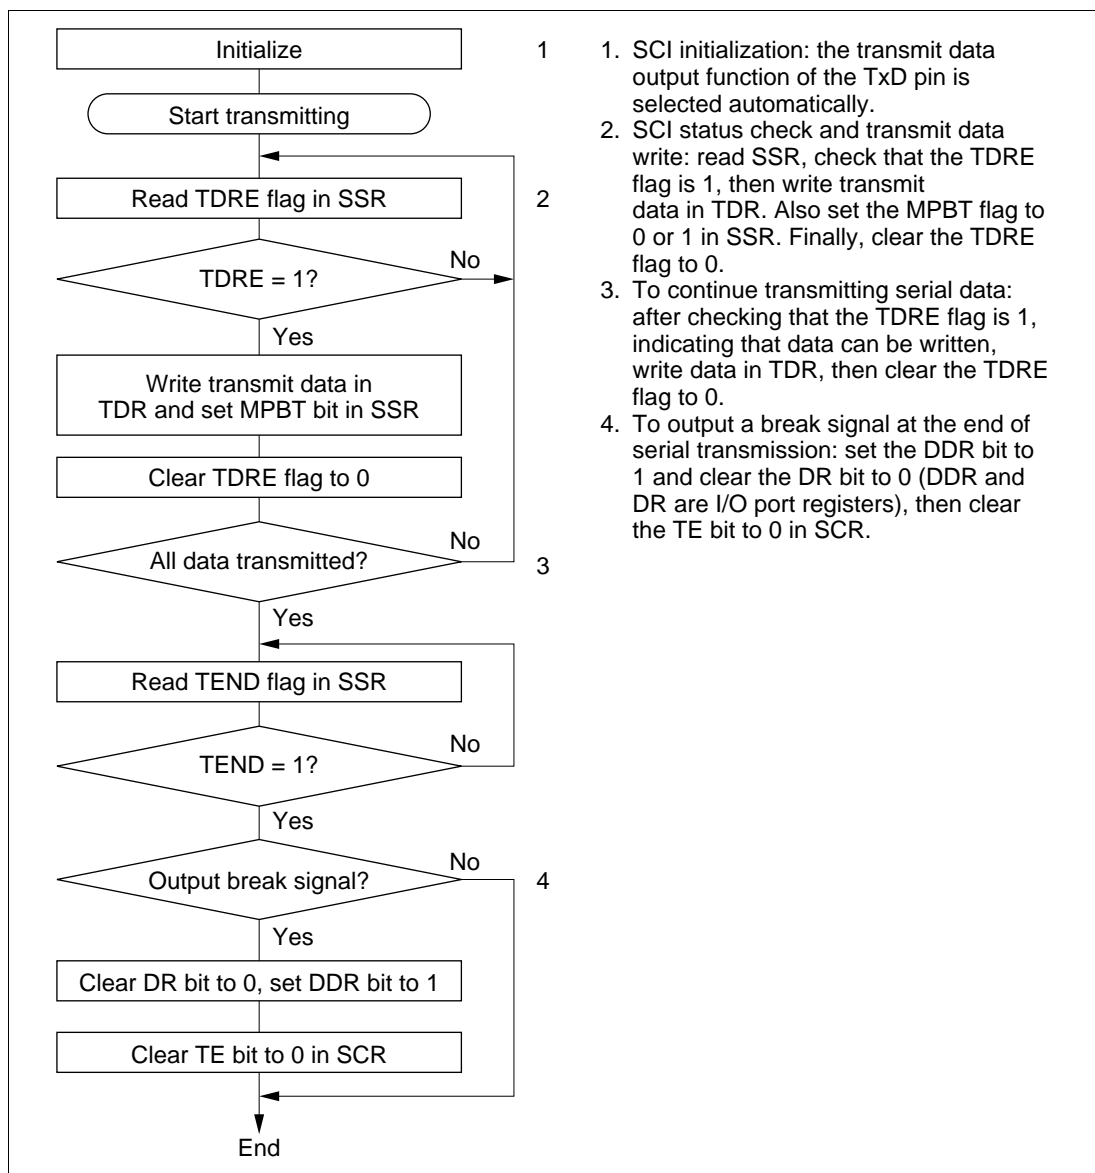 Initialize
1
Start transmitting
Read TDRE flag in SSR
2
TDRE = 1?
No
Yes
Write transmit data in
TDR and set MPBT bit in SSR
Clear TDRE flag to 0
All data transmitted?
No
3
Yes
Read TEND flag in SSR
TEND = 1?
No
Yes
Output break signal?
No
4
Yes
Clear DR bit to 0, set DDR bit to 1
Clear TE bit to 0 in SCR
End
1. SCI initialization: the transmit data
output function of the TxD pin is
selected automatically.
2. SCI status check and transmit data
write: read SSR, check that the TDRE
flag is 1, then write transmit
data in TDR. Also set the MPBT flag to
0 or 1 in SSR. Finally, clear the TDRE
flag to 0.
3. To continue transmitting serial data:
after checking that the TDRE flag is 1,
indicating that data can be written,
write data in TDR, then clear the TDRE
flag to 0.
4. To output a break signal at the end of
serial transmission: set the DDR bit to
1 and clear the DR bit to 0 (DDR and
DR are I/O port registers), then clear
the TE bit to 0 in SCR.